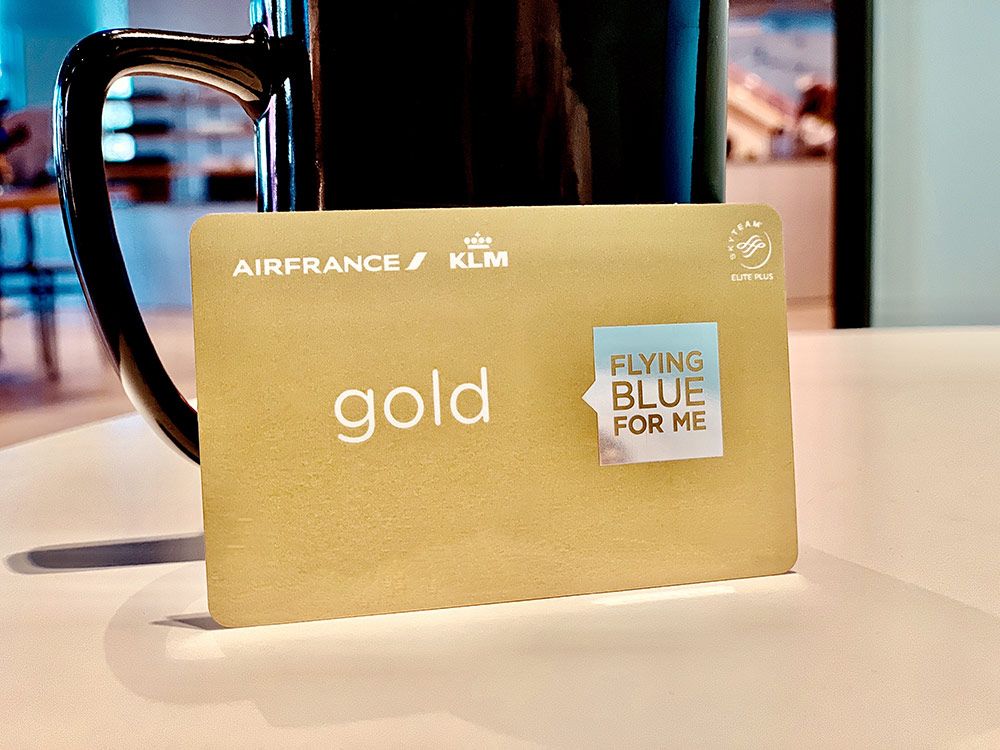 AIRFRANCE
KLM
SKYTEAM
ELITE PLUS
gold
FLYING
BLUE
FOR ME